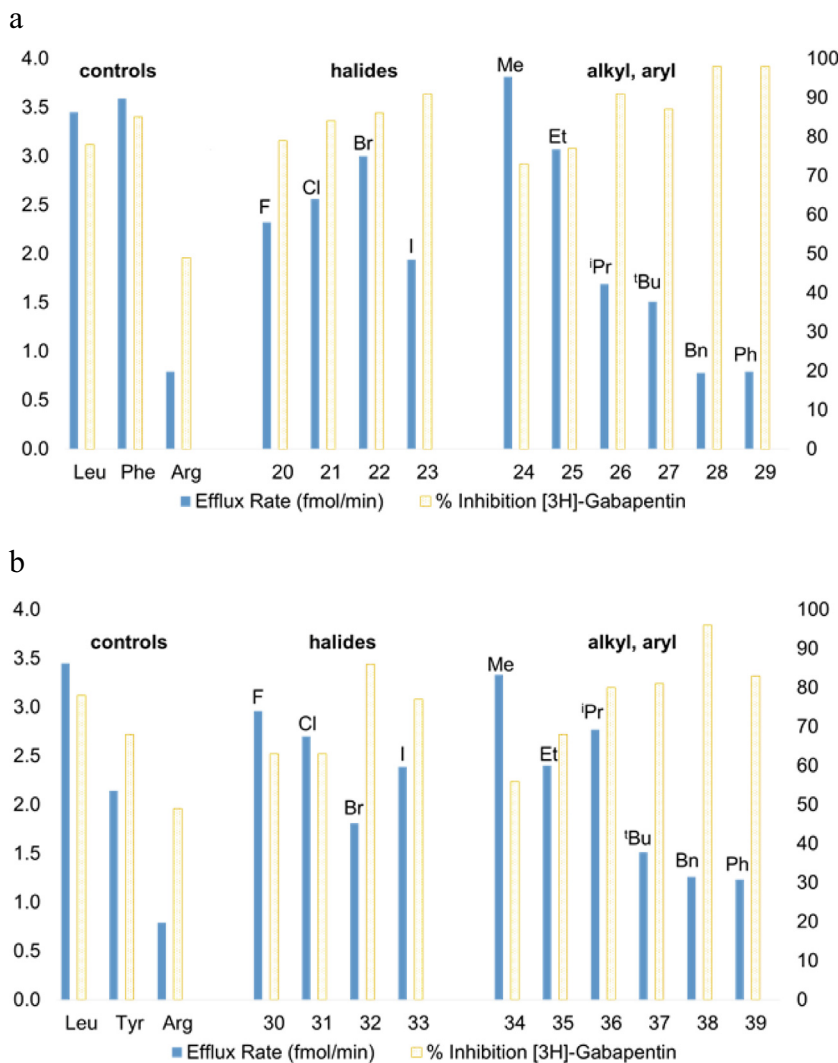 a
controls halides alkyl, aryl
4.0 100
3.5 90
3.0 80
2.5 70
2.0 60
1.5 50
1.0 40
0.5 30
0.0 20
10
0
F Cl Br I Me Et ⁱPr ᵗBu Bn Ph
Leu Phe Arg 20 21 22 23 24 25 26 27 28 29
Efflux Rate (fmol/min) % Inhibition [3H]-Gabapentin
b
controls halides alkyl, aryl
4.0 100
3.5 90
3.0 80
2.5 70
2.0 60
1.5 50
1.0 40
0.5 30
0.0 20
10
0
F Cl Br I Me Et ⁱPr ᵗBu Bn Ph
Leu Tyr Arg 30 31 32 33 34 35 36 37 38 39
Efflux Rate (fmol/min) % Inhibition [3H]-Gabapentin